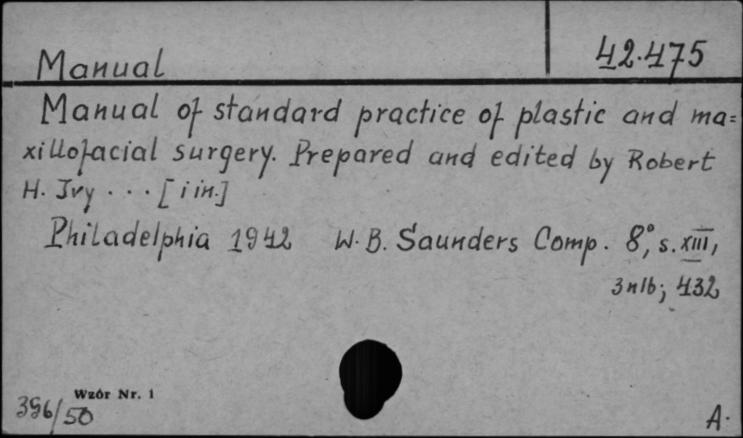 Manual 42.475
Manual of standard practice of plastic and ma=
xillofacial surgery. Prepared and edited by Robert
H. Ivy . . . [i in.]
Philadelphia 1942 W. B. Saunders Comp. 8°, s. XIII,
3 nlb; 432
Wzór Nr. 1
396/50
A.